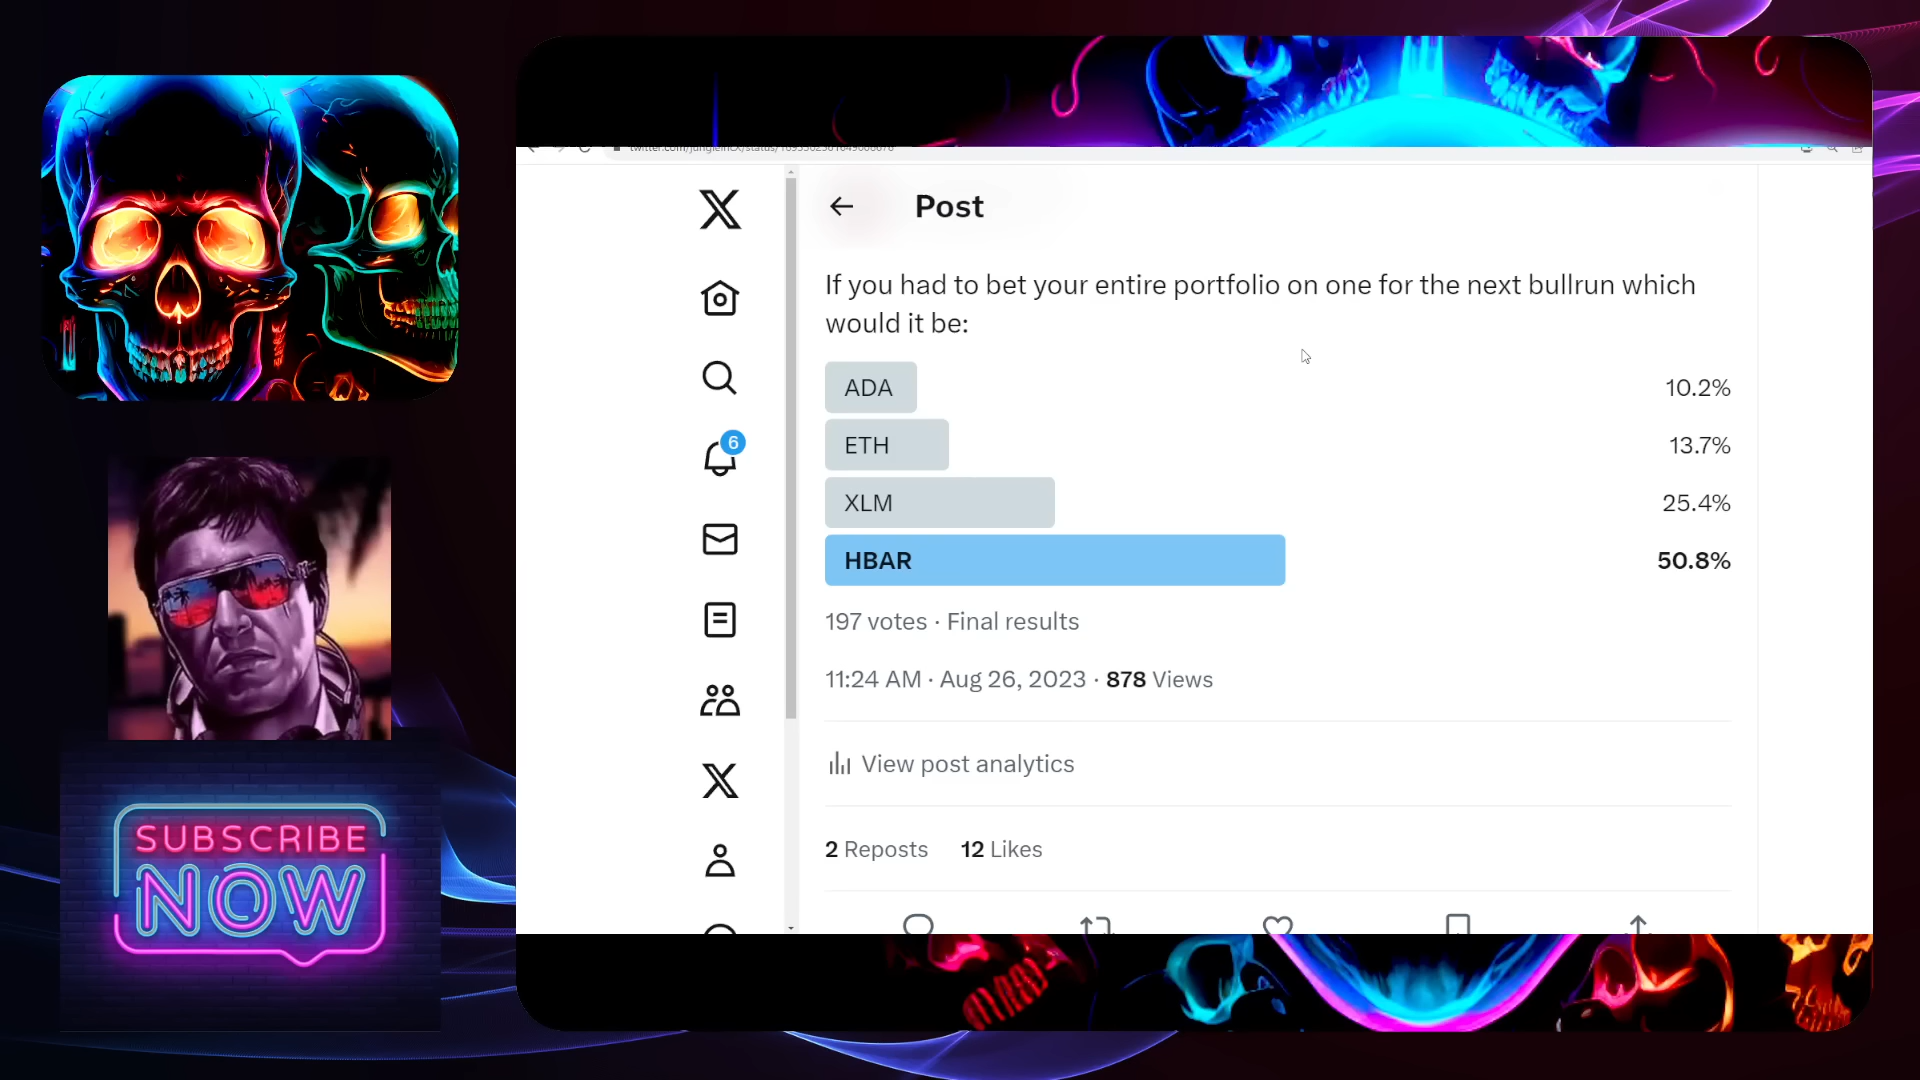 Post
If you had to bet your entire portfolio on one for the next bullrun which
would it be:
ADA 10.2%
ETH 13.7%
XLM 25.4%
HBAR 50.8%
197 votes · Final results
11:24 AM · Aug 26, 2023 · 878 Views
View post analytics
2 Reposts 12 Likes
6
SUBSCRIBE
NOW